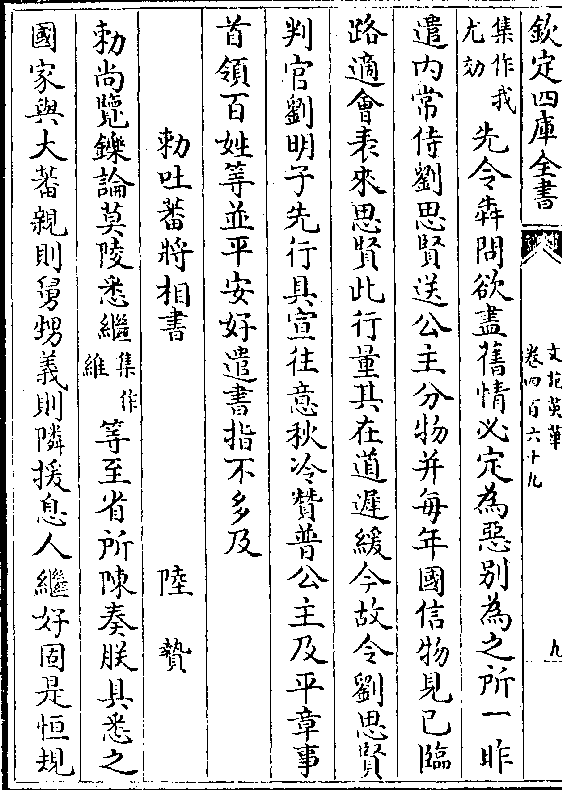 欽定四庫全書
文苑英華
卷四百六十九
九
集作我
尤効
先令犇問欲盡舊情必定為惡别為之所一昨
遣内常侍劉思賢送公主分物并每年國信物見已臨
路適會表來思賢此行量其在道遲緩今故令劉思賢
判官劉明子先行具宣往意秋冷贊普公主及平章事
首領百姓等並平安好遣書指不多及
勅吐蕃將相書 陸贄
勅尚覽鑠論莫陵悉繼集作維等至省所陳奏朕具悉之
國家與大蕃親則舅甥義則隣援息人繼好固是恒規